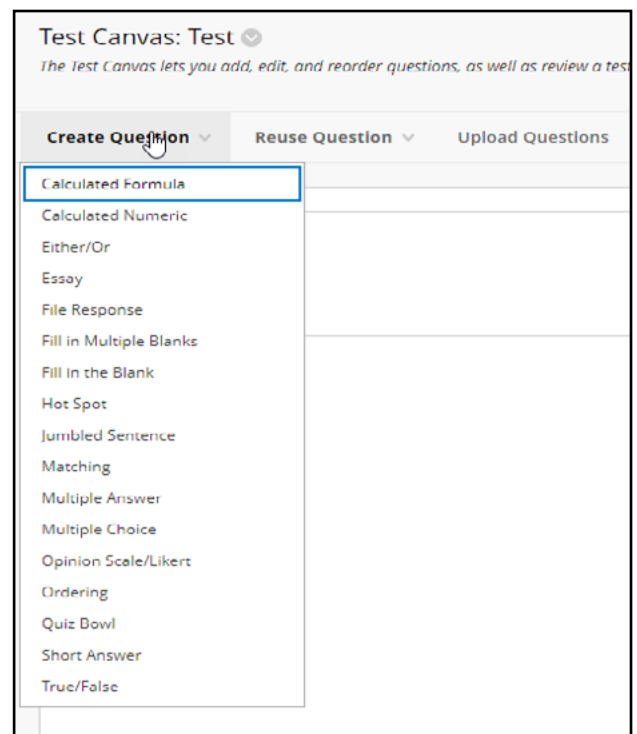 Test Canvas: Test
The Test Canvas lets you add, edit, and reorder questions, as well as review a test
Create Question Reuse Question Upload Questions
Calculated Formula
Calculated Numeric
Either/Or
Essay
File Response
Fill in Multiple Blanks
Fill in the Blank
Hot Spot
Jumbled Sentence
Matching
Multiple Answer
Multiple Choice
Opinion Scale/Likert
Ordering
Quiz Bowl
Short Answer
True/False